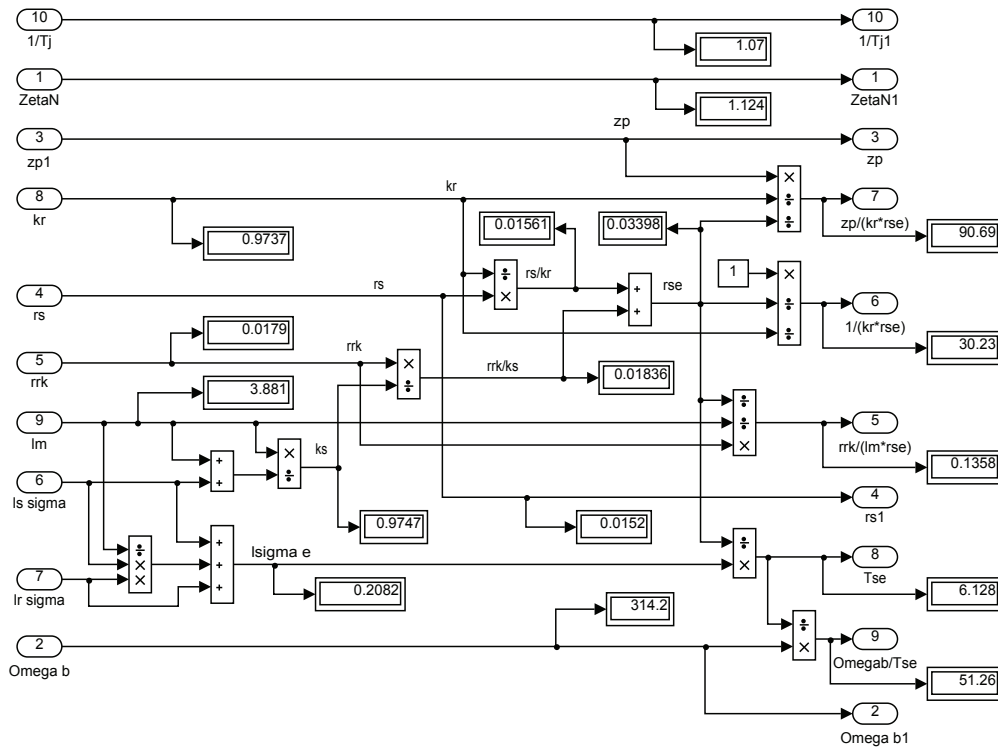 10
1/Tj
1.07
10
1/Tj1
1
ZetaN
1.124
1
ZetaN1
3
zp1
zp
3
zp
×
÷
÷
8
kr
kr
7
zp/(kr*rse)
0.9737
0.01561
0.03398
90.69
4
rs
rs
÷
×
rs/kr
+
+
rse
1
×
÷
÷
6
1/(kr*rse)
0.0179
30.23
5
rrk
rrk
×
÷
rrk/ks
0.01836
3.881
9
lm
÷
÷
×
5
rrk/(lm*rse)
0.1358
+
+
×
÷
ks
6
ls sigma
4
rs1
0.9747
0.0152
÷
×
×
+
+
+
lsigma e
÷
×
8
Tse
7
lr sigma
0.2082
6.128
314.2
2
Omega b
÷
×
9
Omegab/Tse
51.26
2
Omega b1